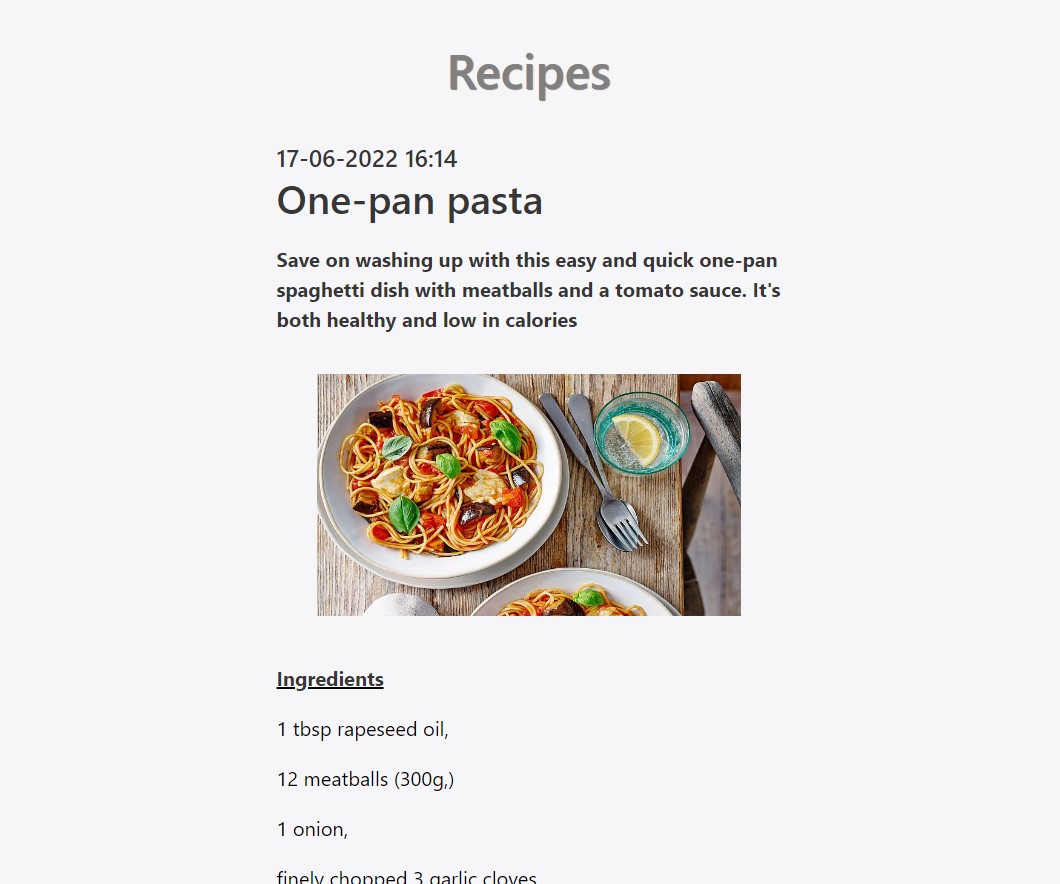 Recipes
17-06-2022 16:14
One-pan pasta
Save on washing up with this easy and quick one-pan
spaghetti dish with meatballs and a tomato sauce. It's
both healthy and low in calories
Ingredients
1 tbsp rapeseed oil,
12 meatballs (300g,)
1 onion,
finely chopped 3 garlic cloves